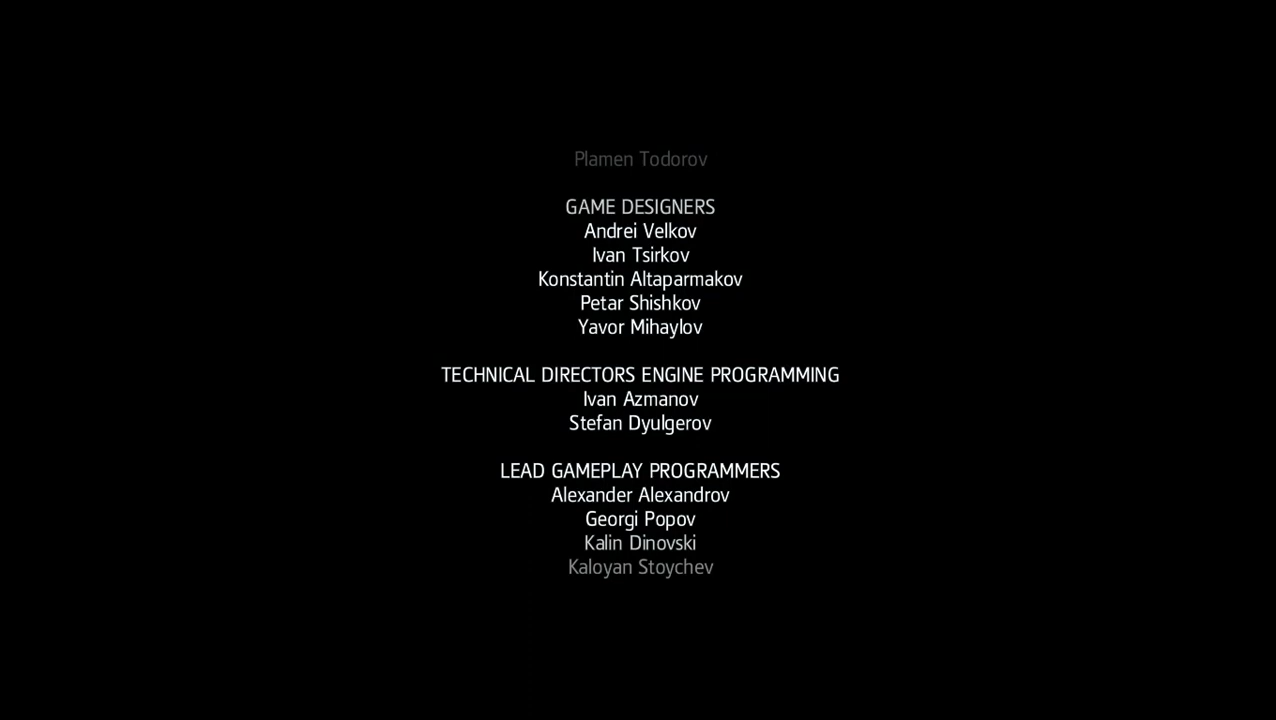 Plamen Todorov
GAME DESIGNERS
Andrei Velkov
Ivan Tsirkov
Konstantin Altaparmakov
Petar Shishkov
Yavor Mihaylov
TECHNICAL DIRECTORS ENGINE PROGRAMMING
Ivan Azmanov
Stefan Dyulgerov
LEAD GAMEPLAY PROGRAMMERS
Alexander Alexandrov
Georgi Popov
Kalin Dinovski
Kaloyan Stoychev